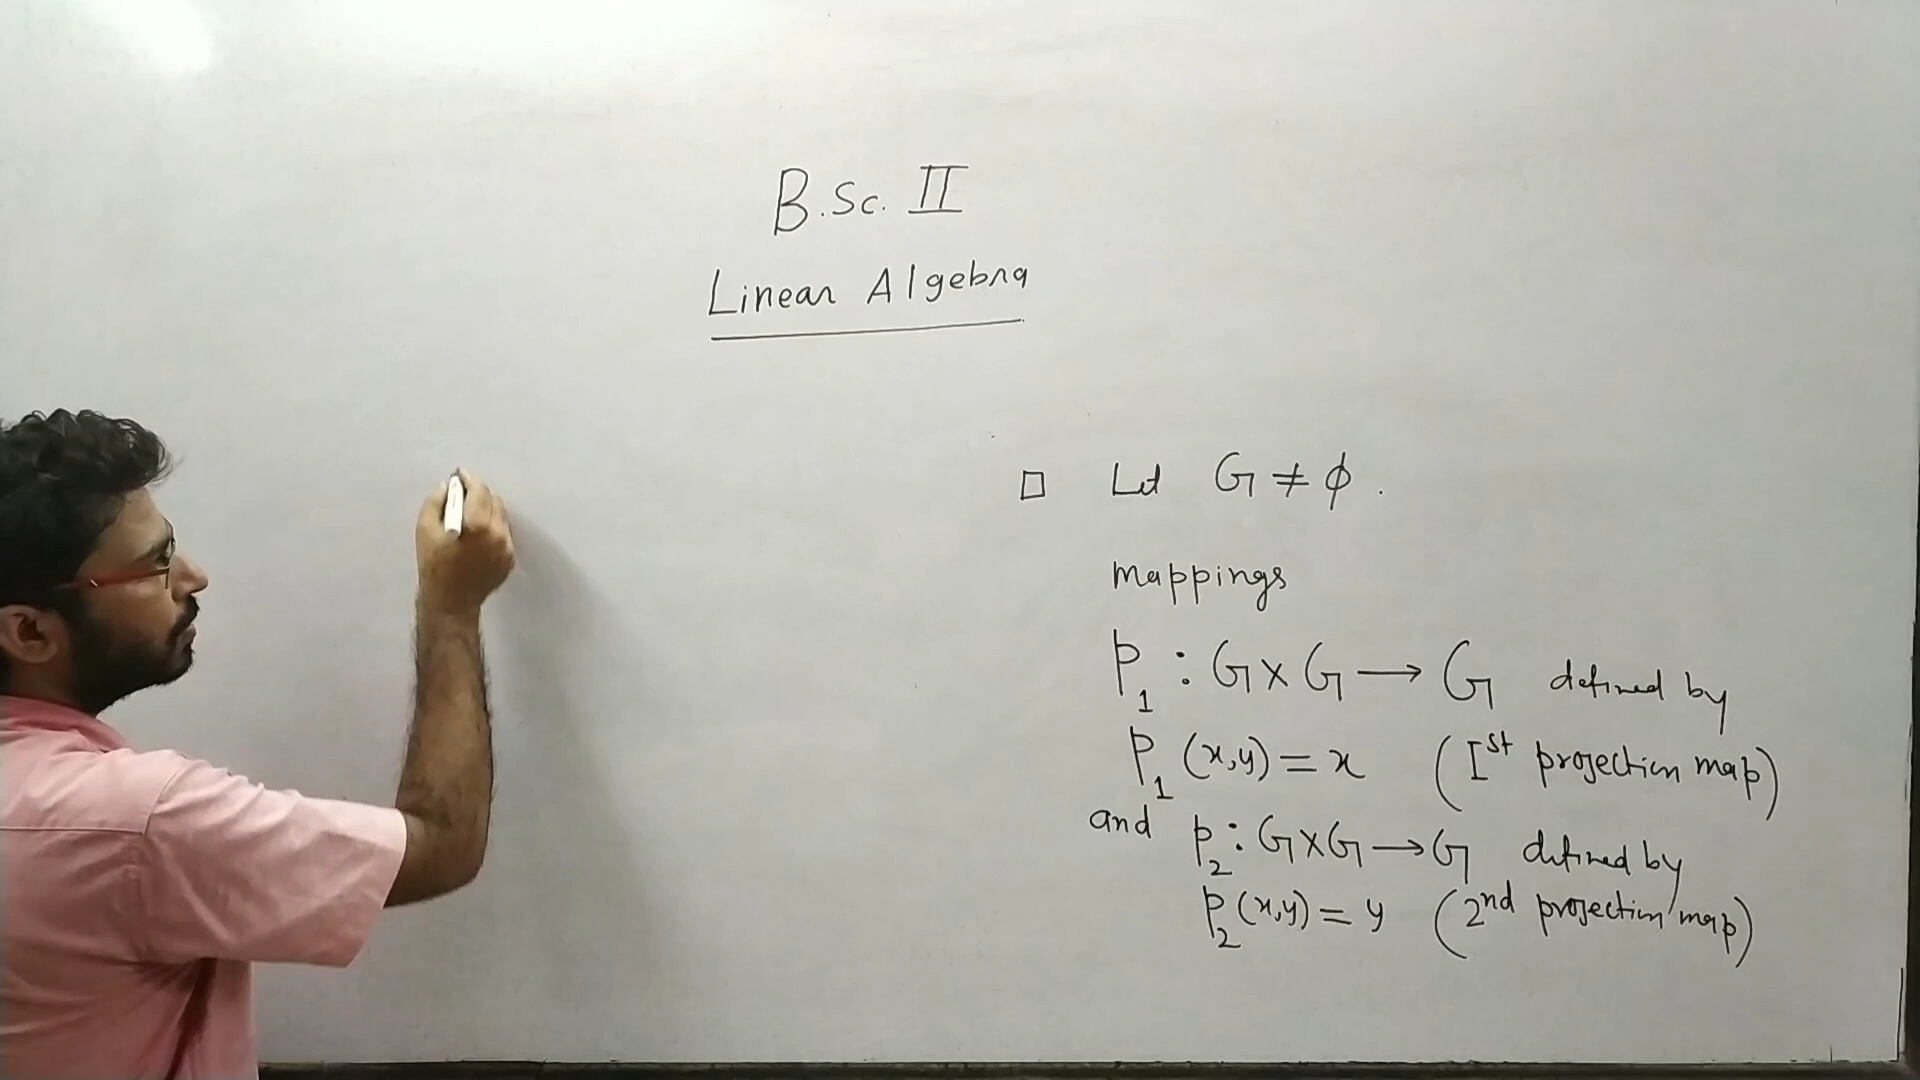 B.Sc. II
Linear Algebra
□ Let G ≠ ϕ.
mappings
p₁ : G×G ⟶ G defined by
p₁(x,y) = x (Iˢᵗ projection map)
and p₂ : G×G ⟶ G defined by
p₂(x,y) = y (2ⁿᵈ projection map)